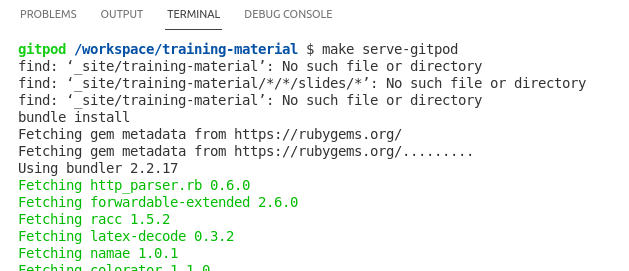 PROBLEMS OUTPUT TERMINAL DEBUG CONSOLE
gitpod /workspace/training-material $ make serve-gitpod
find: ‘_site/training-material’: No such file or directory
find: ‘_site/training-material/*/*/slides/*’: No such file or directory
find: ‘_site/training-material’: No such file or directory
bundle install
Fetching gem metadata from https://rubygems.org/
Fetching gem metadata from https://rubygems.org/.........
Using bundler 2.2.17
Fetching http_parser.rb 0.6.0
Fetching forwardable-extended 2.6.0
Fetching racc 1.5.2
Fetching latex-decode 0.3.2
Fetching namae 1.0.1
Fetching colorator 1.1.0